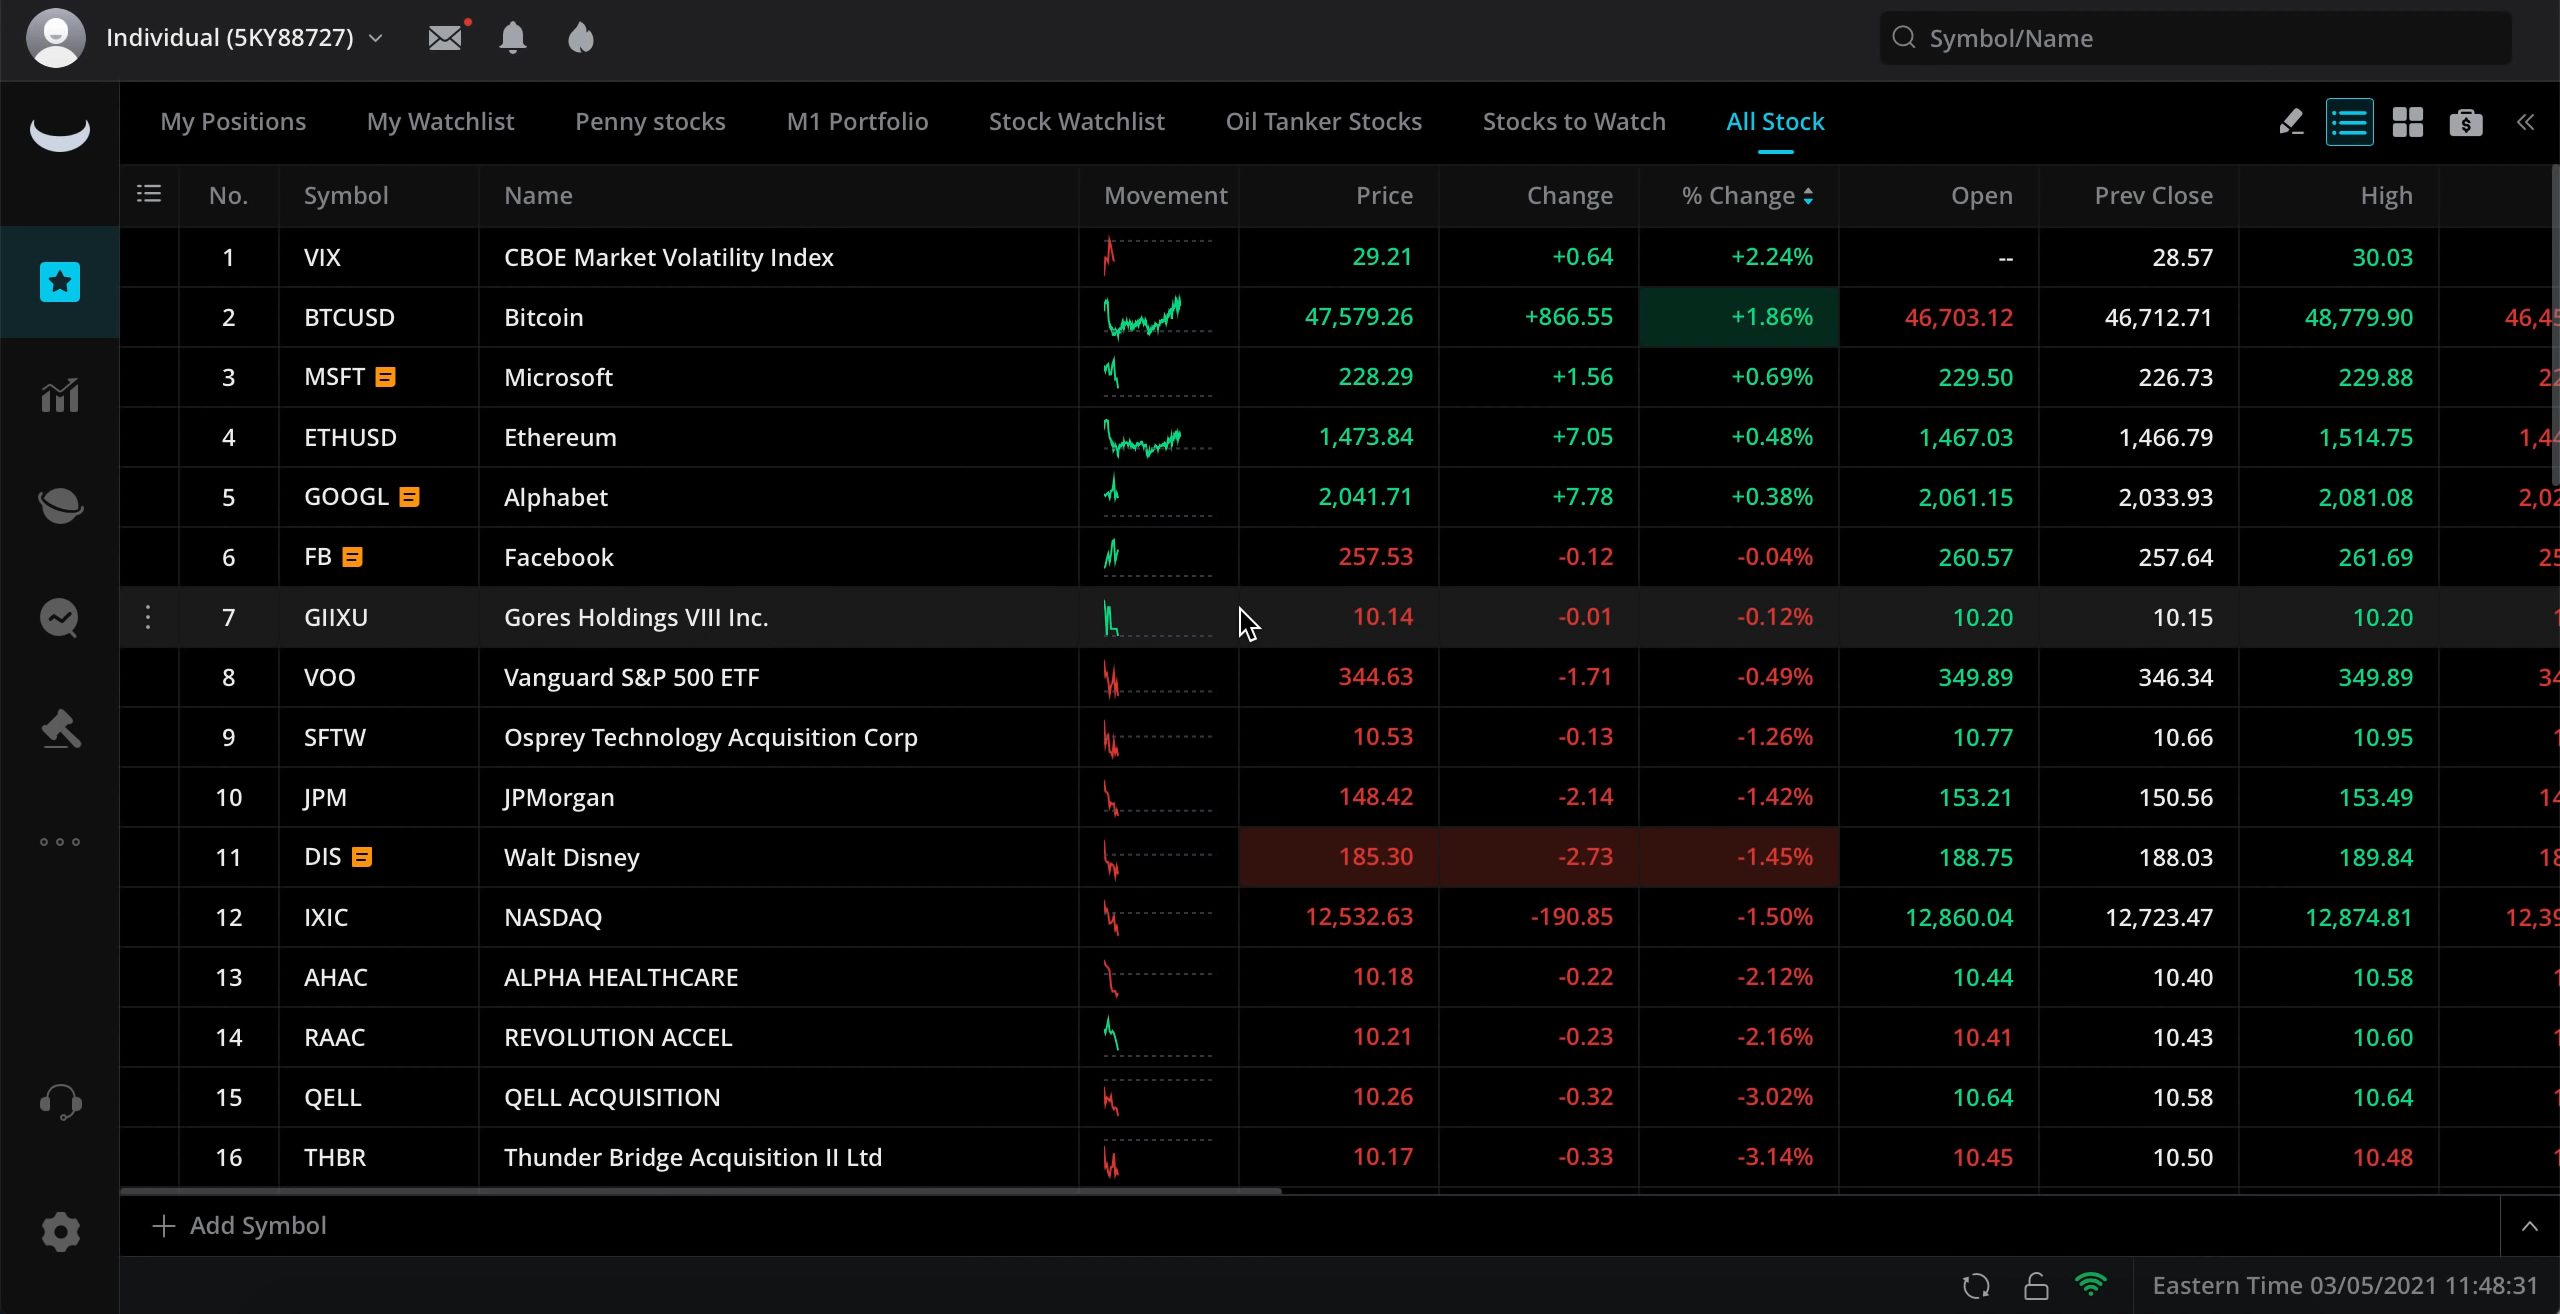 Individual (5KY88727)
Symbol/Name
My Positions My Watchlist Penny stocks M1 Portfolio Stock Watchlist Oil Tanker Stocks Stocks to Watch All Stock
No. Symbol Name Movement Price Change % Change Open Prev Close High
1 VIX CBOE Market Volatility Index 29.21 +0.64 +2.24% -- 28.57 30.03
2 BTCUSD Bitcoin 47,579.26 +866.55 +1.86% 46,703.12 46,712.71 48,779.90
3 MSFT Microsoft 228.29 +1.56 +0.69% 229.50 226.73 229.88
4 ETHUSD Ethereum 1,473.84 +7.05 +0.48% 1,467.03 1,466.79 1,514.75
5 GOOGL Alphabet 2,041.71 +7.78 +0.38% 2,061.15 2,033.93 2,081.08
6 FB Facebook 257.53 -0.12 -0.04% 260.57 257.64 261.69
7 GIIXU Gores Holdings VIII Inc. 10.14 -0.01 -0.12% 10.20 10.15 10.20
8 VOO Vanguard S&P 500 ETF 344.63 -1.71 -0.49% 349.89 346.34 349.89
9 SFTW Osprey Technology Acquisition Corp 10.53 -0.13 -1.26% 10.77 10.66 10.95
10 JPM JPMorgan 148.42 -2.14 -1.42% 153.21 150.56 153.49
11 DIS Walt Disney 185.30 -2.73 -1.45% 188.75 188.03 189.84
12 IXIC NASDAQ 12,532.63 -190.85 -1.50% 12,860.04 12,723.47 12,874.81
13 AHAC ALPHA HEALTHCARE 10.18 -0.22 -2.12% 10.44 10.40 10.58
14 RAAC REVOLUTION ACCEL 10.21 -0.23 -2.16% 10.41 10.43 10.60
15 QELL QELL ACQUISITION 10.26 -0.32 -3.02% 10.64 10.58 10.64
16 THBR Thunder Bridge Acquisition II Ltd 10.17 -0.33 -3.14% 10.45 10.50 10.48
Add Symbol
Eastern Time 03/05/2021 11:48:31